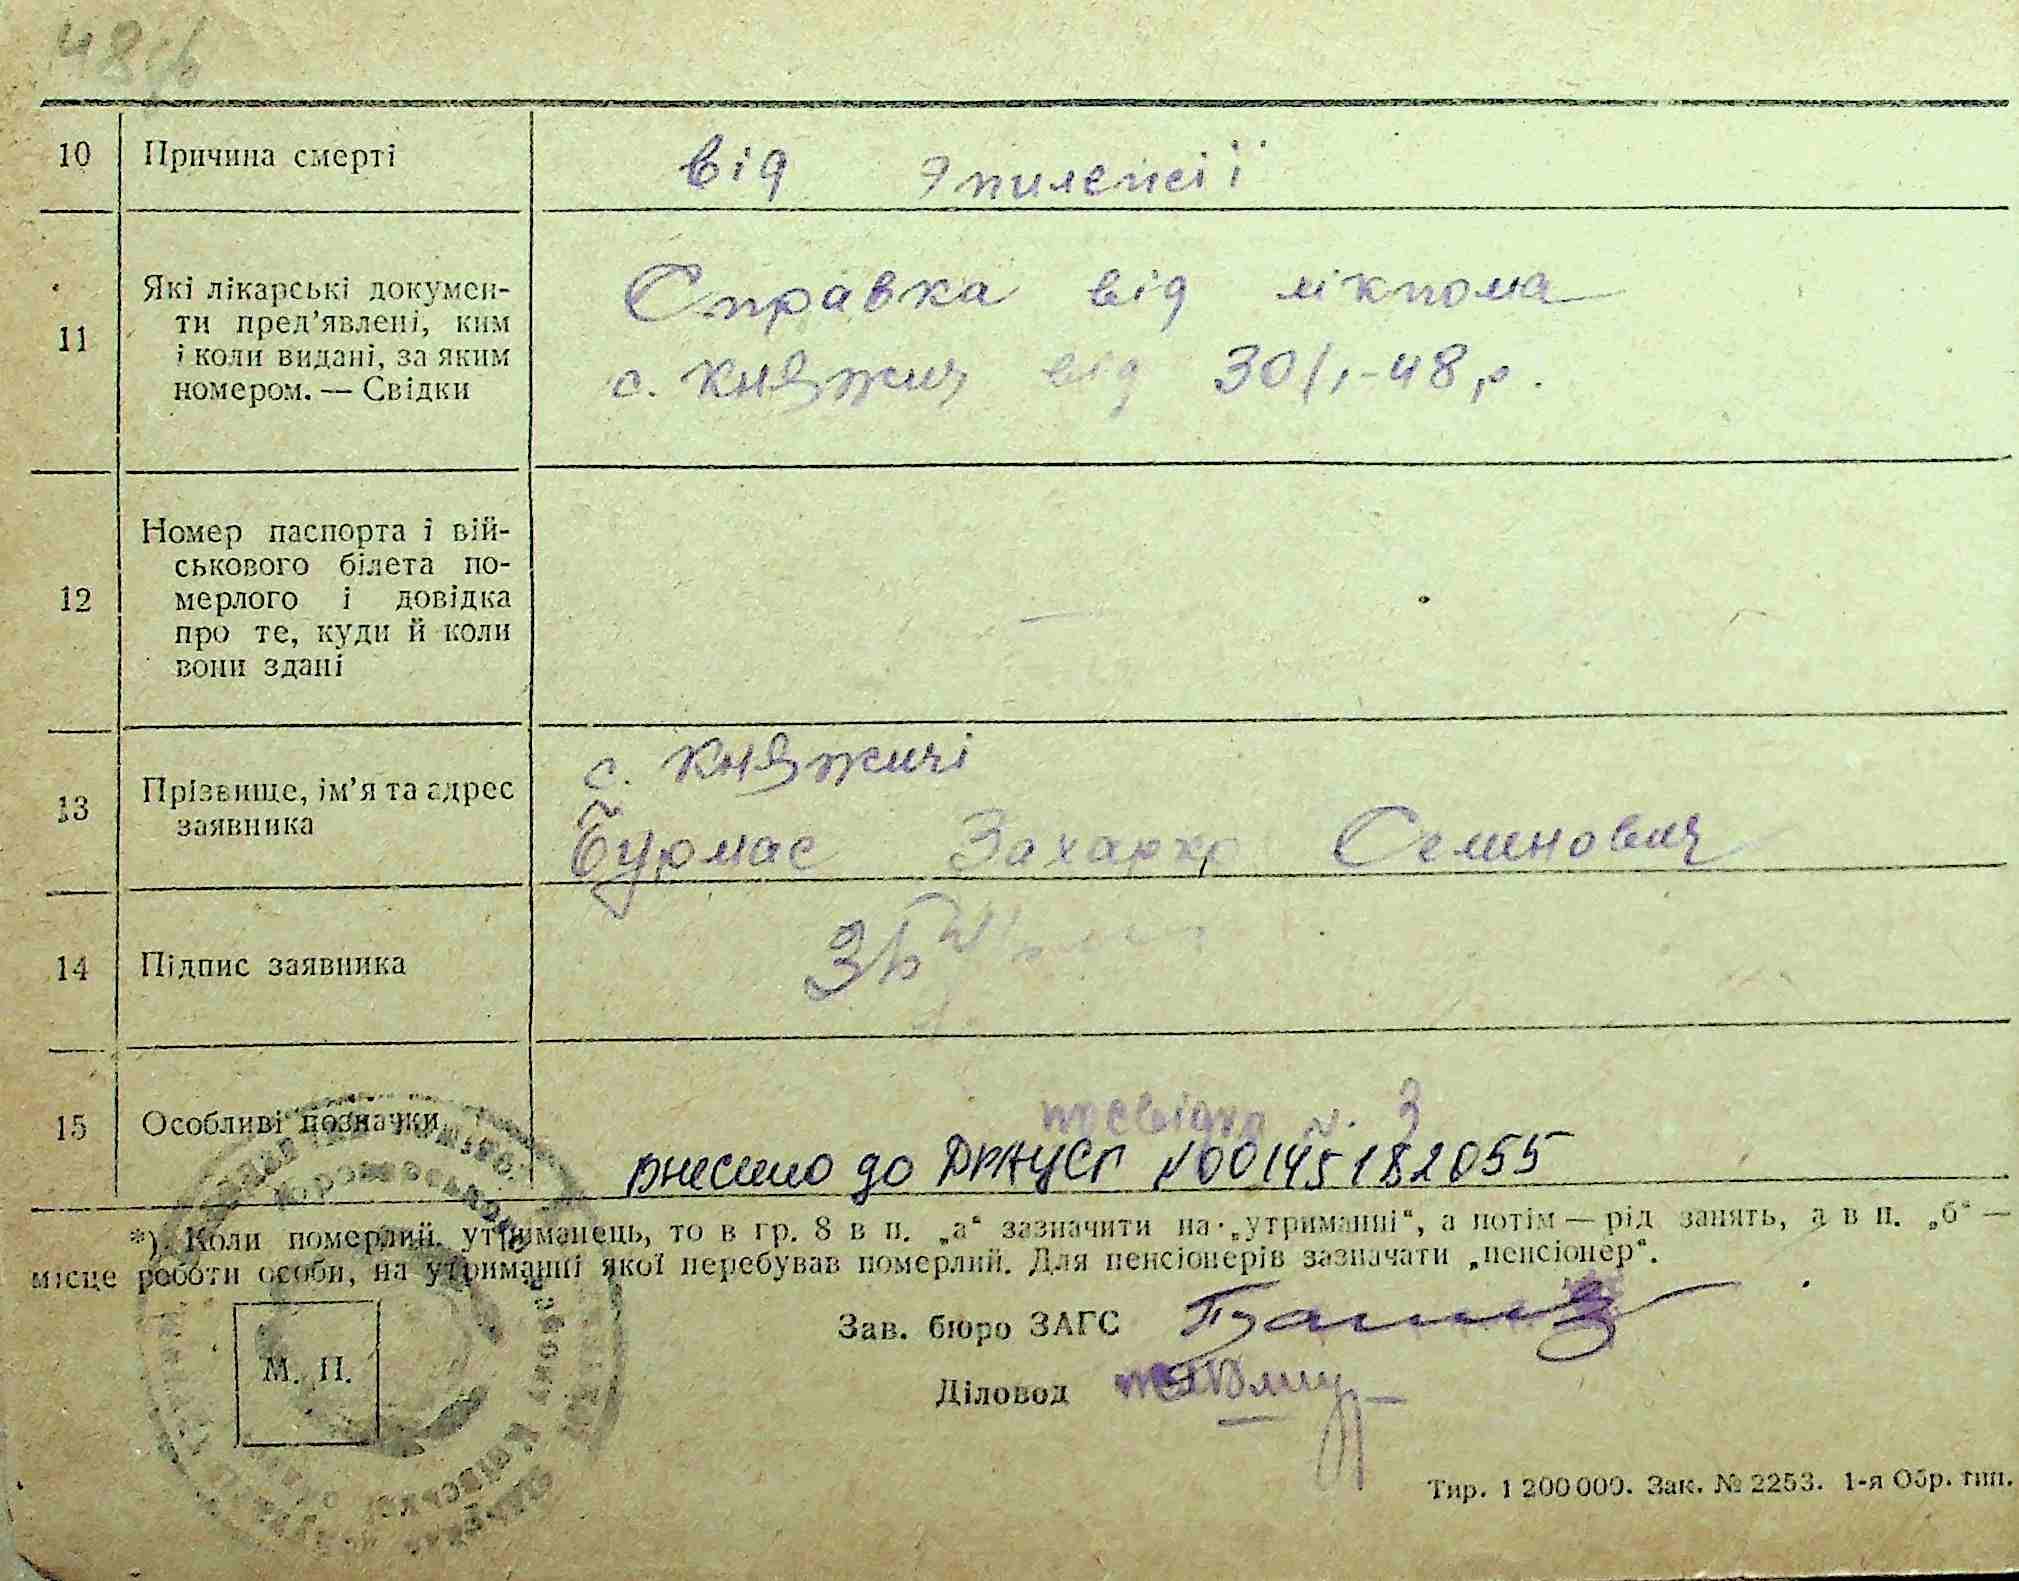 10 Причина смерті від эпилепсії
11 Які лікарські докумен-
ти пред’явлені, ким
і коли видані, за яким
номером. — Свідки
Справка від лікпома
с. Княжич від 30/1-48 р.
12 Номер паспорта і вій-
ськового білета по-
мерлого і довідка
про те, куди й коли
вони здані
—
13 Прізвище, ім’я та адрес
заявника
с. Княжичі
Бурмас Захарко Семенович
14 Підпис заявника
15 Особливі позначки
N. 3
внесено до ДРАЦСГ N00145182055
*) Коли померлий утриманець, то в гр. 8 в п. „а“ зазначити на „утриманні“, а потім — рід занять, а в п. „б“ —
місце роботи особи, на утриманні якої перебував померлий. Для пенсіонерів зазначати „пенсіонер“.
Зав. бюро ЗАГС
М. П.
Діловод
Тир. 1 200 000. Зак. № 2253. 1-я Обр. тип.